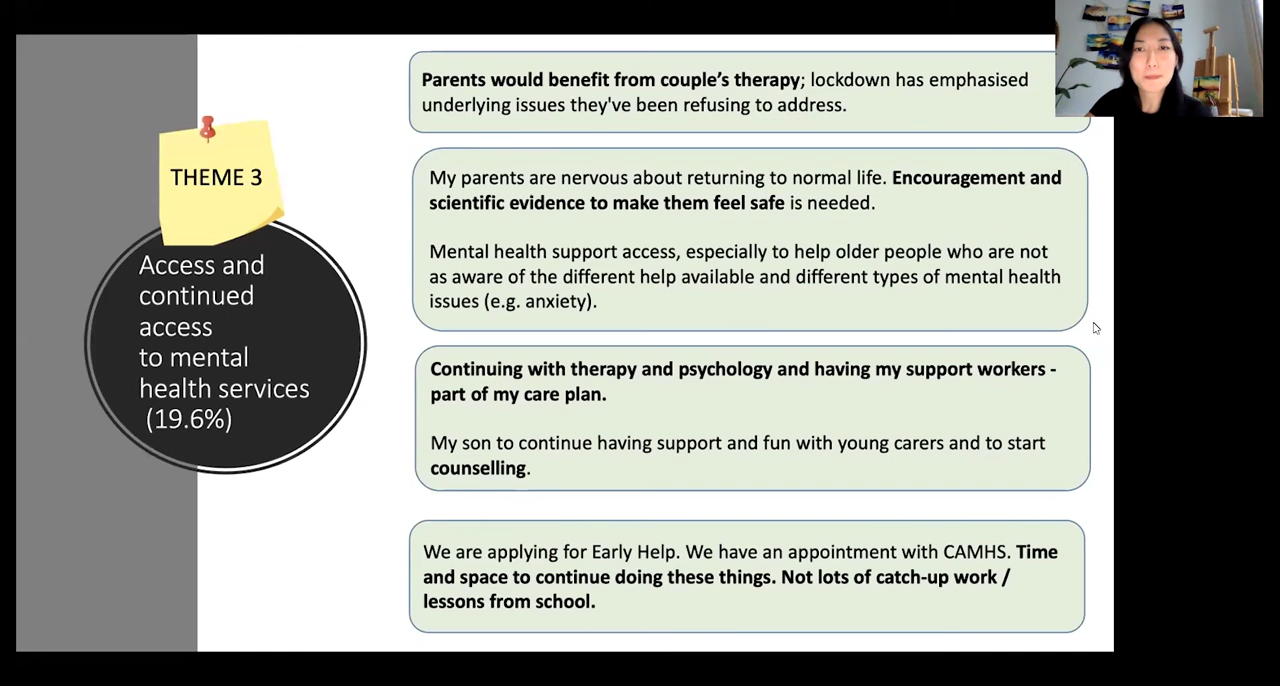 THEME 3
Access and
continued
access
to mental
health services
(19.6%)
Parents would benefit from couple's therapy; lockdown has emphasised
underlying issues they've been refusing to address.
My parents are nervous about returning to normal life. Encouragement and
scientific evidence to make them feel safe is needed.
Mental health support access, especially to help older people who are not
as aware of the different help available and different types of mental health
issues (e.g. anxiety).
Continuing with therapy and psychology and having my support workers -
part of my care plan.
My son to continue having support and fun with young carers and to start
counselling.
We are applying for Early Help. We have an appointment with CAMHS. Time
and space to continue doing these things. Not lots of catch-up work /
lessons from school.